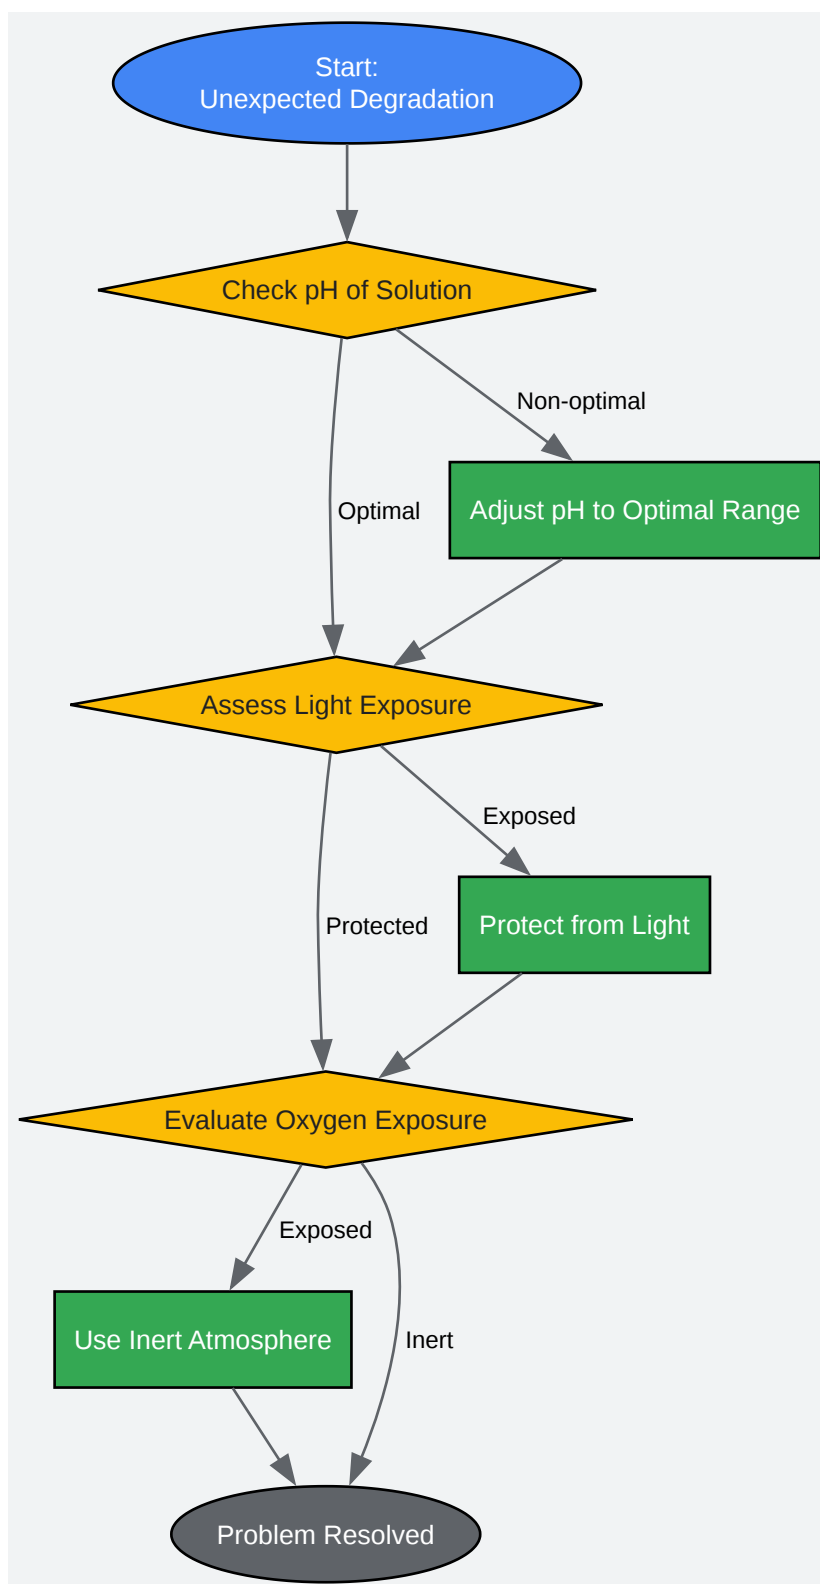 Start:
Unexpected Degradation
Check pH of Solution
Non-optimal
Optimal
Adjust pH to Optimal Range
Assess Light Exposure
Exposed
Protected
Protect from Light
Evaluate Oxygen Exposure
Exposed
Use Inert Atmosphere
Inert
Problem Resolved